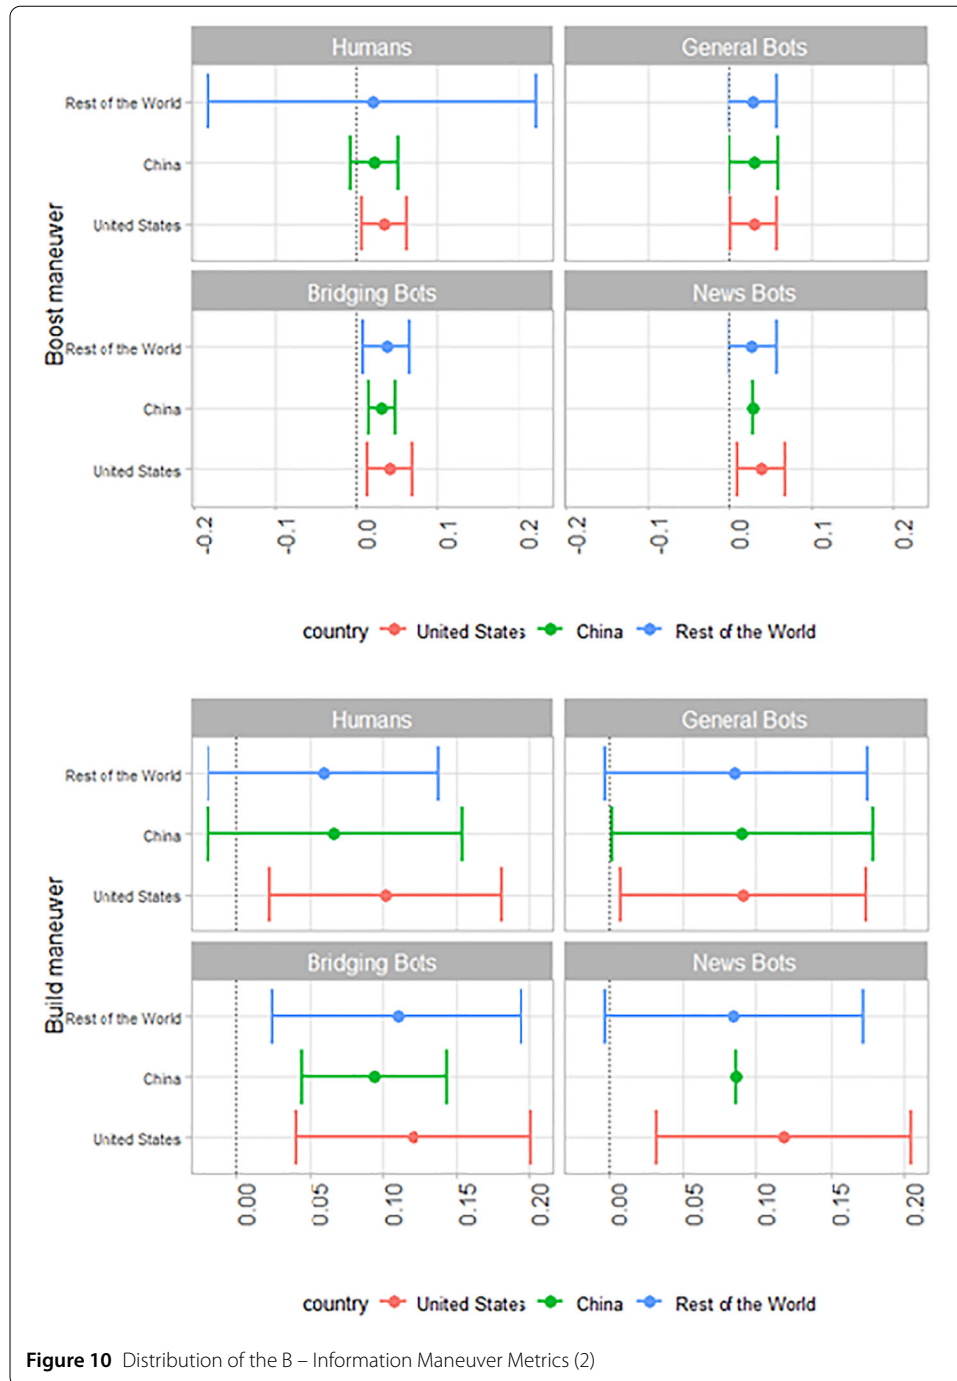 Humans
General Bots
Boost maneuver
Rest of the World
China
United States
Bridging Bots
News Bots
Rest of the World
China
United States
-0.2 -0.1 0.0 0.1 0.2 -0.2 -0.1 0.0 0.1 0.2
country United States China Rest of the World
Humans
General Bots
Build maneuver
Rest of the World
China
United States
Bridging Bots
News Bots
Rest of the World
China
United States
0.00 0.05 0.10 0.15 0.20 0.00 0.05 0.10 0.15 0.20
country United States China Rest of the World
Figure 10 Distribution of the B – Information Maneuver Metrics (2)